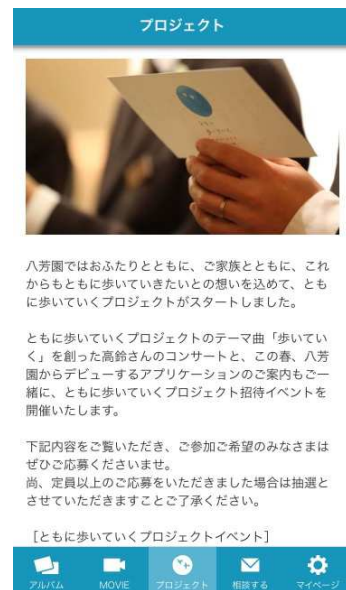 プロジェクト
八芳園ではおふたりとともに、ご家族とともに、これ
からもともに歩いていきたいとの想いを込めて、とも
に歩いていくプロジェクトがスタートしました。
ともに歩いていくプロジェクトのテーマ曲「歩いてい
く」を創った高鈴さんのコンサートと、この春、八芳
園からデビューするアプリケーションのご案内もご一
緒に、ともに歩いていくプロジェクト招待イベントを
開催いたします。
下記内容をご覧いただき、ご参加ご希望のみなさまは
ぜひご応募くださいませ。
尚、定員以上のご応募をいただきました場合は抽選と
させていただきますことご了承ください。
［ともに歩いていくプロジェクトイベント］
アルバム MOVIE プロジェクト 相談する マイページ